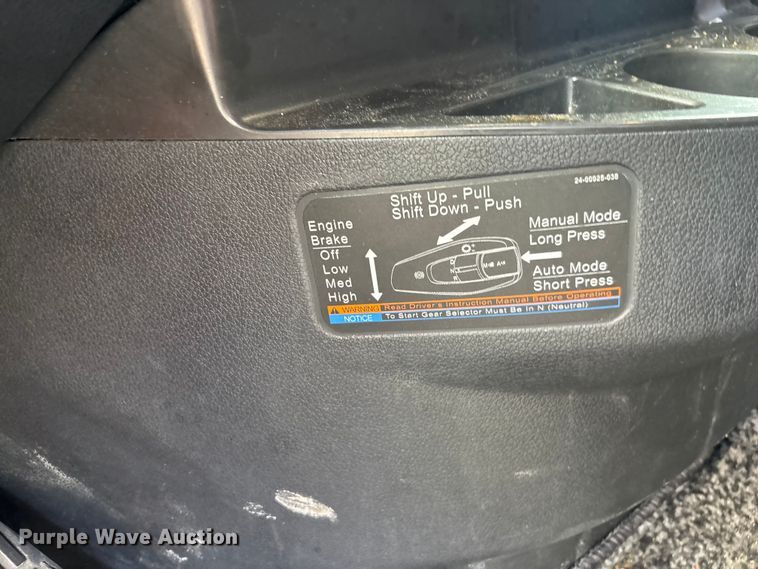 24-00928-038
Shift Up - Pull
Shift Down - Push
Engine
Brake
Off
Low
Med
High
Manual Mode
Long Press
Auto Mode
Short Press
D
N
R
WARNING Read Driver's Instruction Manual Before Operating
NOTICE To Start Gear Selector Must Be In N (Neutral)
Purple Wave Auction